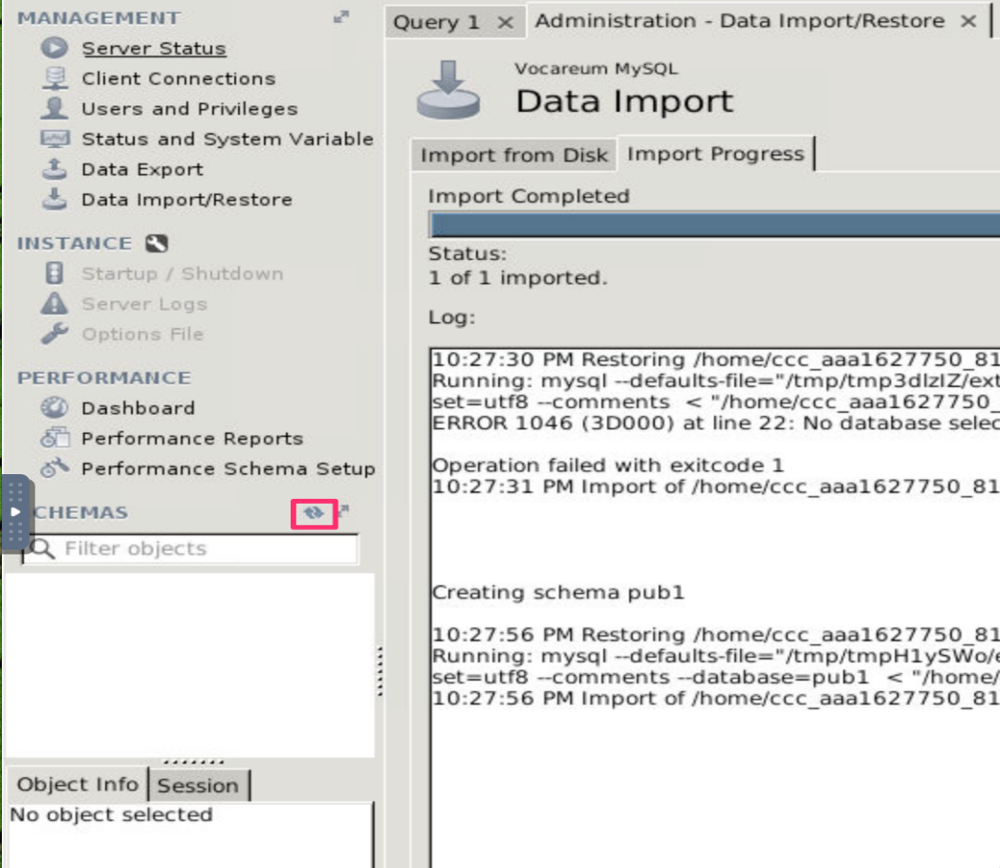 MANAGEMENT
Server Status
Client Connections
Users and Privileges
Status and System Variable
Data Export
Data Import/Restore
INSTANCE
Startup / Shutdown
Server Logs
Options File
PERFORMANCE
Dashboard
Performance Reports
Performance Schema Setup
CHEMAS
Filter objects
Object Info
Session
No object selected
Query 1
Administration - Data Import/Restore
Vocareum MySQL
Data Import
Import from Disk
Import Progress
Import Completed
Status:
1 of 1 imported.
Log:
10:27:30 PM Restoring /home/ccc_aaa1627750_81
Running: mysql --defaults-file="/tmp/tmp3dlzlZ/ext
set=utf8 --comments < "/home/ccc_aaa1627750_
ERROR 1046 (3D000) at line 22: No database selec
Operation failed with exitcode 1
10:27:31 PM Import of /home/ccc_aaa1627750_81
Creating schema pub1
10:27:56 PM Restoring /home/ccc_aaa1627750_81
Running: mysql --defaults-file="/tmp/tmpH1ySWo/e
set=utf8 --comments --database=pub1 < "/home/
10:27:56 PM Import of /home/ccc_aaa1627750_81